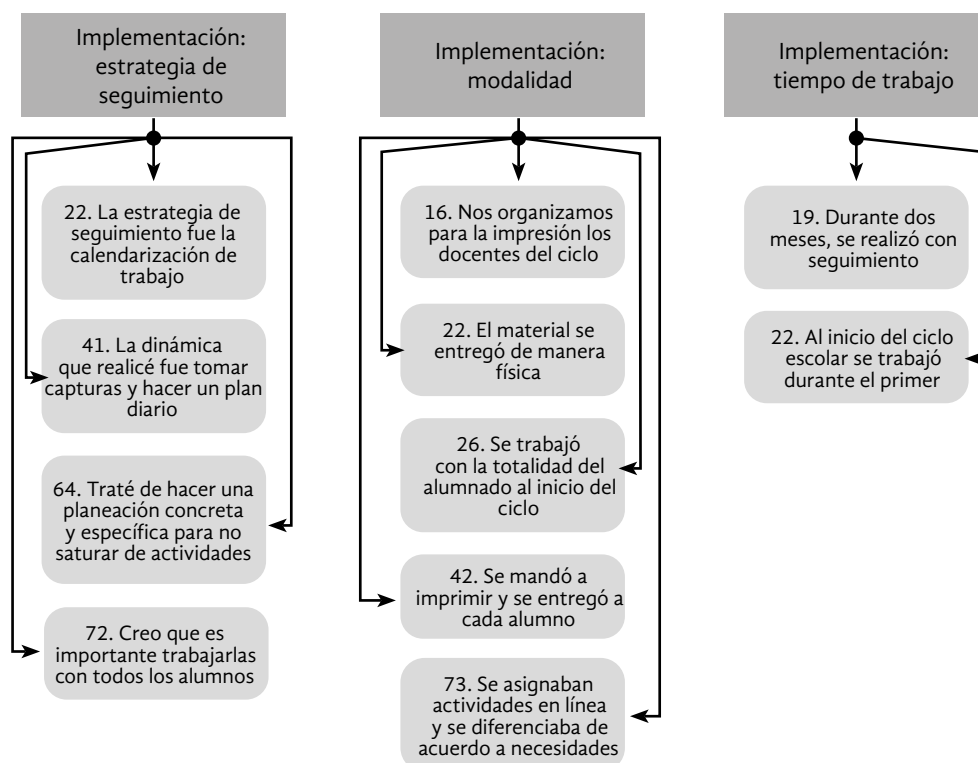 Implementación:
estrategia de
seguimiento
22. La estrategia de
seguimiento fue la
calendarización de
trabajo
41. La dinámica
que realicé fue tomar
capturas y hacer un plan
diario
64. Traté de hacer una
planeación concreta
y específica para no
saturar de actividades
72. Creo que es
importante trabajarlas
con todos los alumnos
Implementación:
modalidad
16. Nos organizamos
para la impresión los
docentes del ciclo
22. El material se
entregó de manera
física
26. Se trabajó
con la totalidad del
alumnado al inicio del
ciclo
42. Se mandó a
imprimir y se entregó a
cada alumno
73. Se asignaban
actividades en línea
y se diferenciaba de
acuerdo a necesidades
Implementación:
tiempo de trabajo
19. Durante dos
meses, se realizó con
seguimiento
22. Al inicio del ciclo
escolar se trabajó
durante el primer